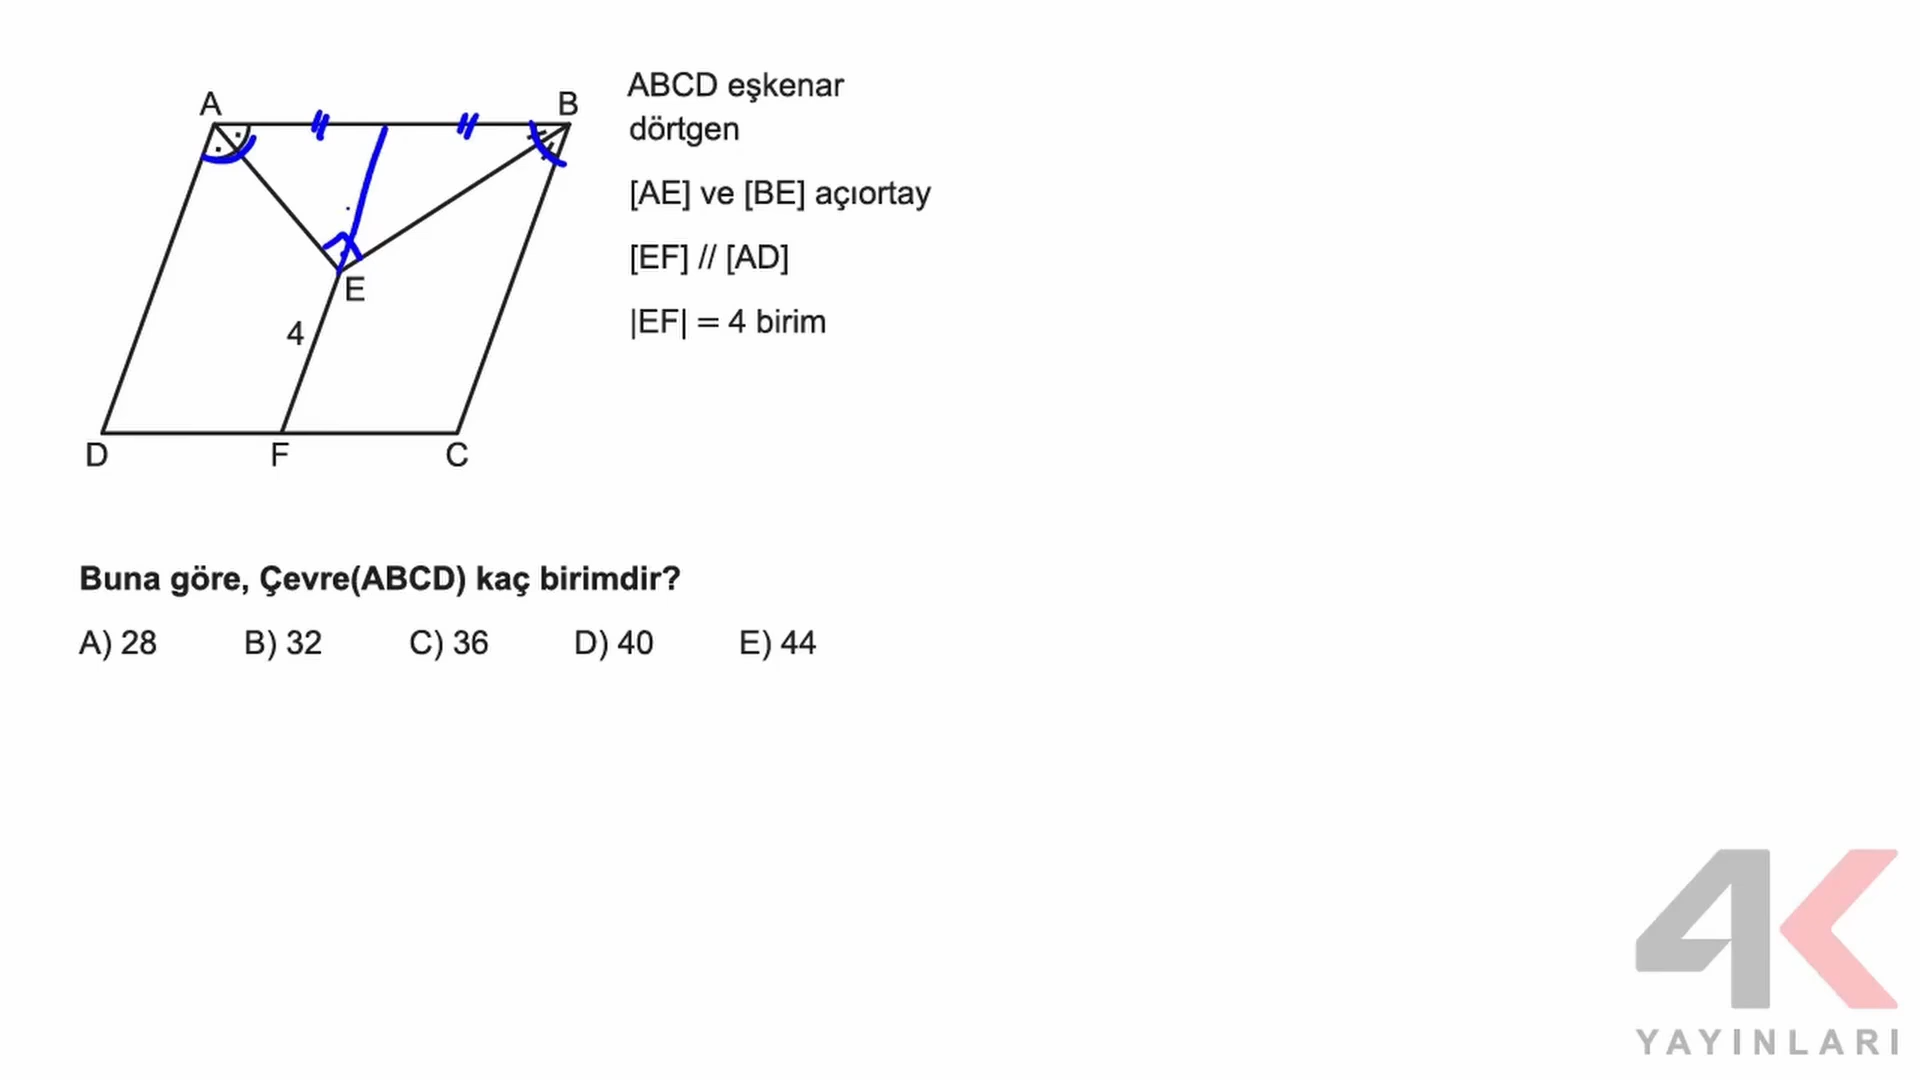 A
B
E
4
D
F
C
ABCD eşkenar
dörtgen
[AE] ve [BE] açıortay
[EF] // [AD]
|EF| = 4 birim
Buna göre, Çevre(ABCD) kaç birimdir?
A) 28 B) 32 C) 36 D) 40 E) 44
4K
YAYINLARI